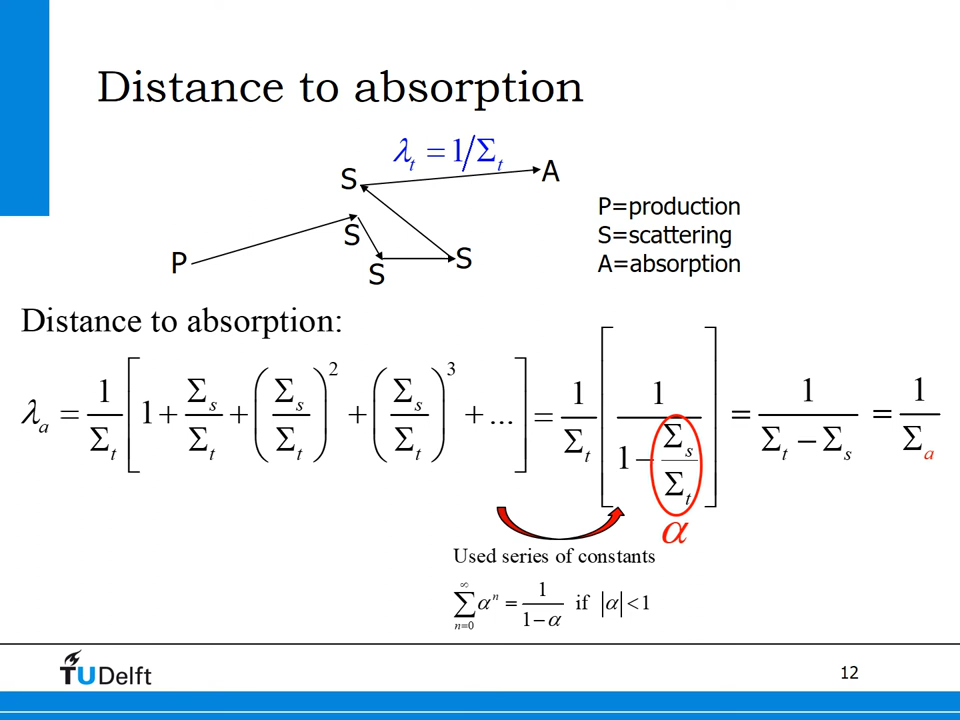 Distance to absorption
λt = 1/Σt
S
A
P=production
S=scattering
A=absorption
S
P
S
S
Distance to absorption:
λa = 1/Σt [ 1 + Σs/Σt + (Σs/Σt)^2 + (Σs/Σt)^3 + ... ] = 1/Σt [ 1/(1 − Σs/Σt) ] = 1/(Σt − Σs) = 1/Σa
α
Used series of constants
∑_{n=0}^{∞} α^n = 1/(1−α) if |α| < 1
TUDelft
12